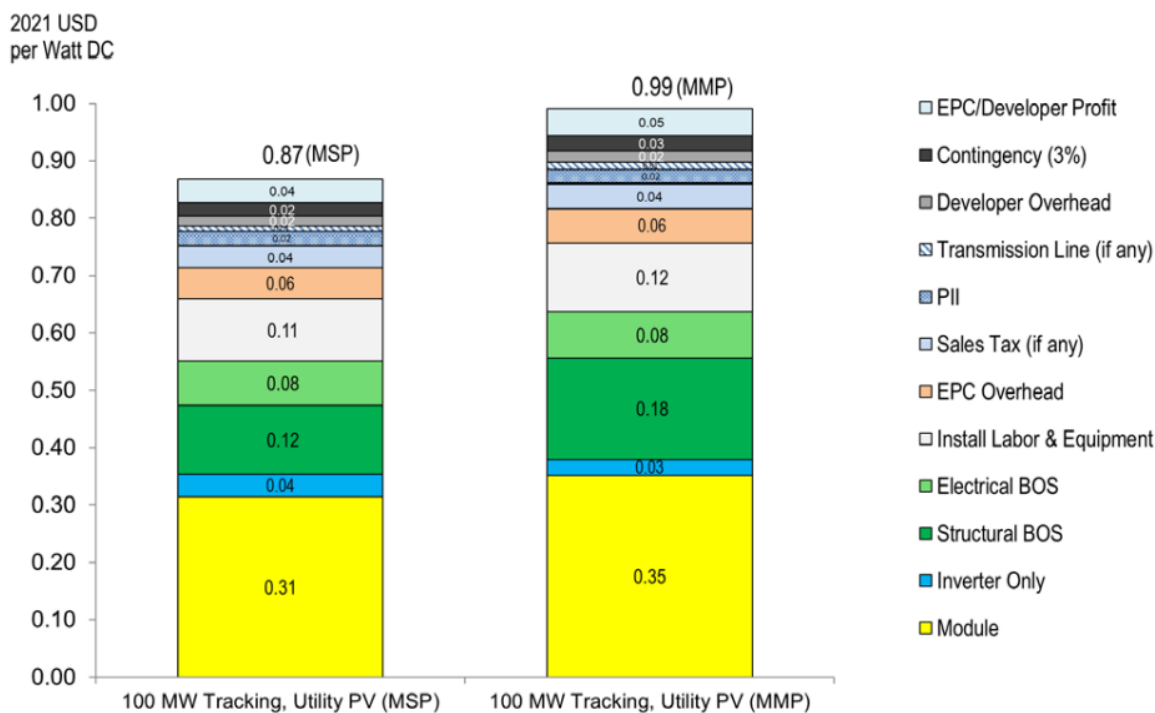 2021 USD
per Watt DC
0.99 (MMP)
0.87 (MSP)
1.00
0.90
0.80
0.70
0.60
0.50
0.40
0.30
0.20
0.10
0.00
0.04
0.02
0.02
0.02
0.04
0.06
0.11
0.08
0.12
0.04
0.31
0.05
0.03
0.02
0.02
0.04
0.06
0.12
0.08
0.18
0.03
0.35
100 MW Tracking, Utility PV (MSP)
100 MW Tracking, Utility PV (MMP)
EPC/Developer Profit
Contingency (3%)
Developer Overhead
Transmission Line (if any)
PII
Sales Tax (if any)
EPC Overhead
Install Labor & Equipment
Electrical BOS
Structural BOS
Inverter Only
Module